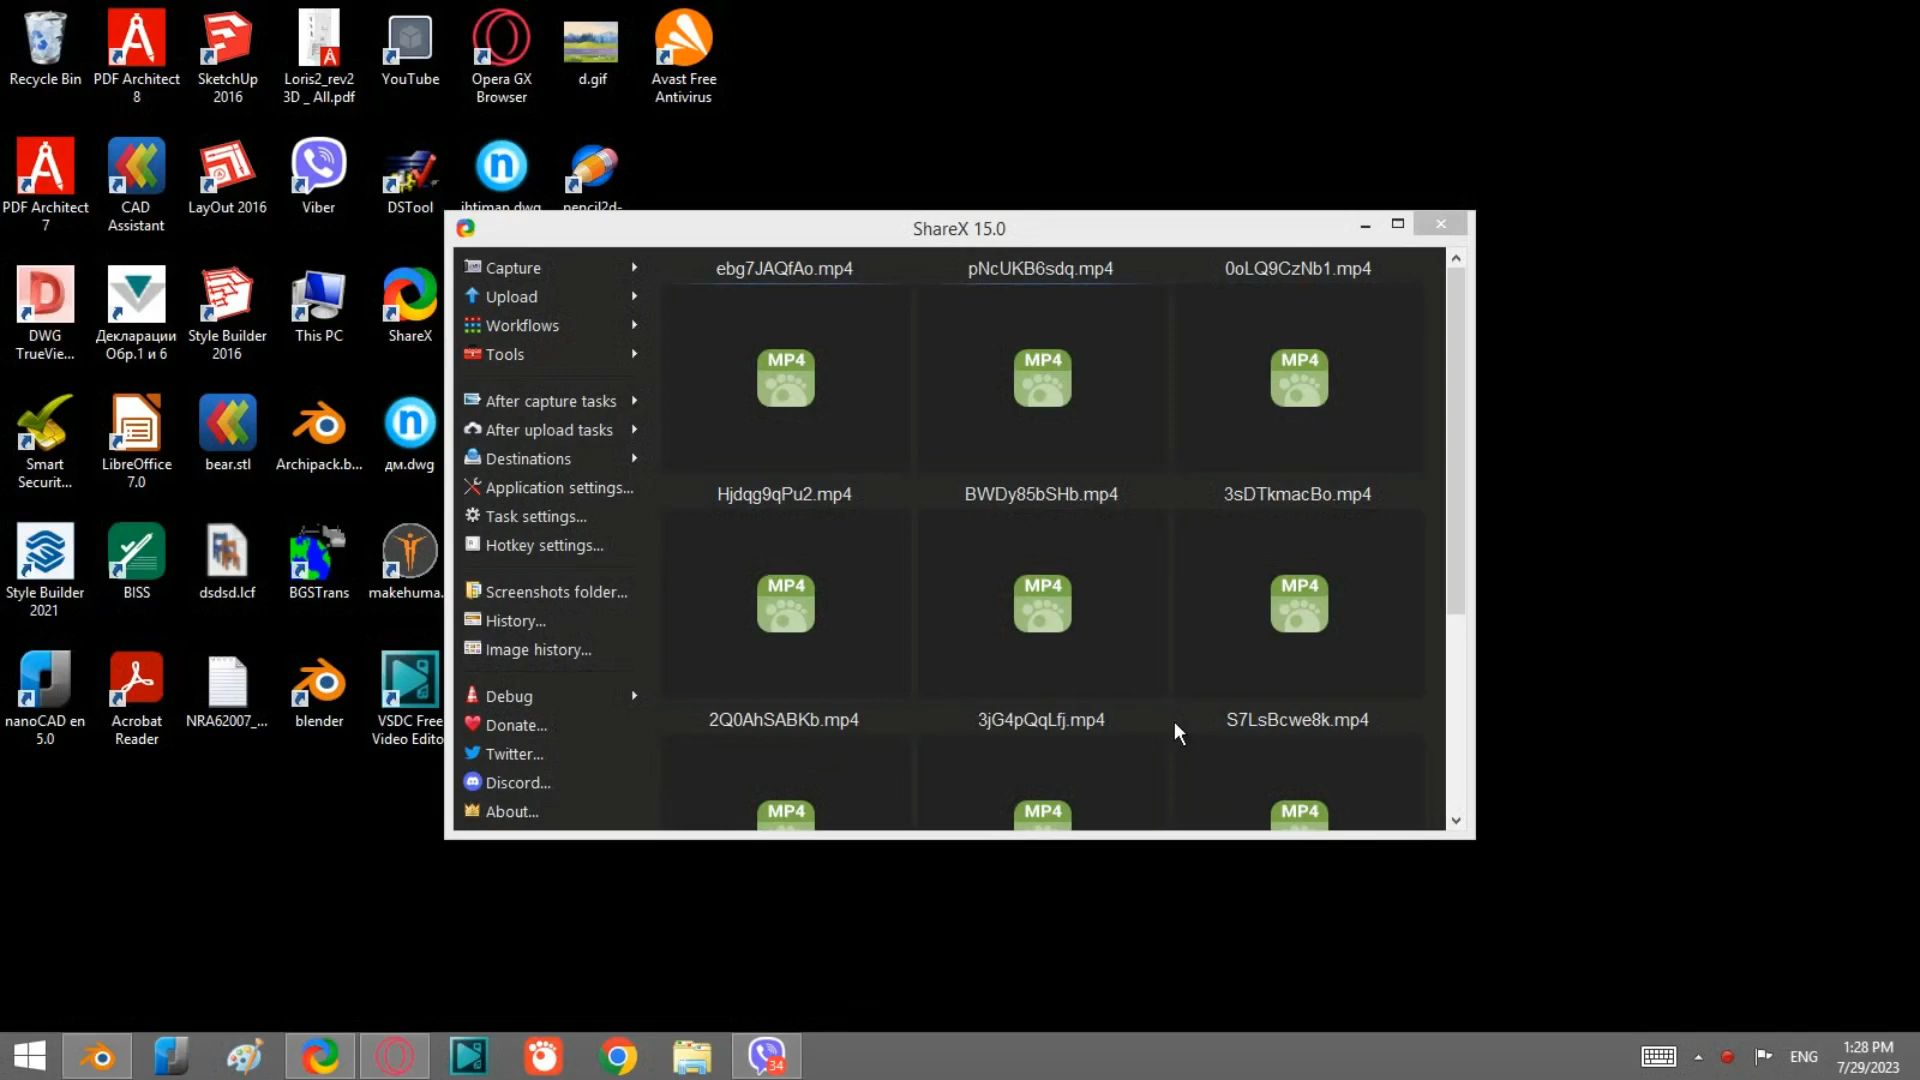 Recycle Bin
PDF Architect
8
SketchUp
2016
Loris2_rev2
3D _ All.pdf
YouTube
Opera GX
Browser
d.gif
Avast Free
Antivirus
PDF Architect
7
CAD
Assistant
LayOut 2016
Viber
DSTool
ihtiman.dwg
pencil2d-
DWG
TrueVie...
Декларации
Обр.1 и 6
Style Builder
2016
This PC
ShareX
Smart
Securit...
LibreOffice
7.0
bear.stl
Archipack.b...
дм.dwg
Style Builder
2021
BISS
dsdsd.lcf
BGSTrans
makehuma.
nanoCAD en
5.0
Acrobat
Reader
NRA62007_...
blender
VSDC Free
Video Edito
ShareX 15.0
Capture
Upload
Workflows
Tools
After capture tasks
After upload tasks
Destinations
Application settings...
Task settings...
Hotkey settings...
Screenshots folder...
History...
Image history...
Debug
Donate...
Twitter...
Discord...
About...
ebg7JAQfAo.mp4
pNcUKB6sdq.mp4
0oLQ9CzNb1.mp4
MP4
MP4
MP4
Hjdqg9qPu2.mp4
BWDy85bSHb.mp4
3sDTkmacBo.mp4
MP4
MP4
MP4
2Q0AhSABKb.mp4
3jG4pQqLfj.mp4
S7LsBcwe8k.mp4
MP4
MP4
MP4
34
ENG
1:28 PM
7/29/2023